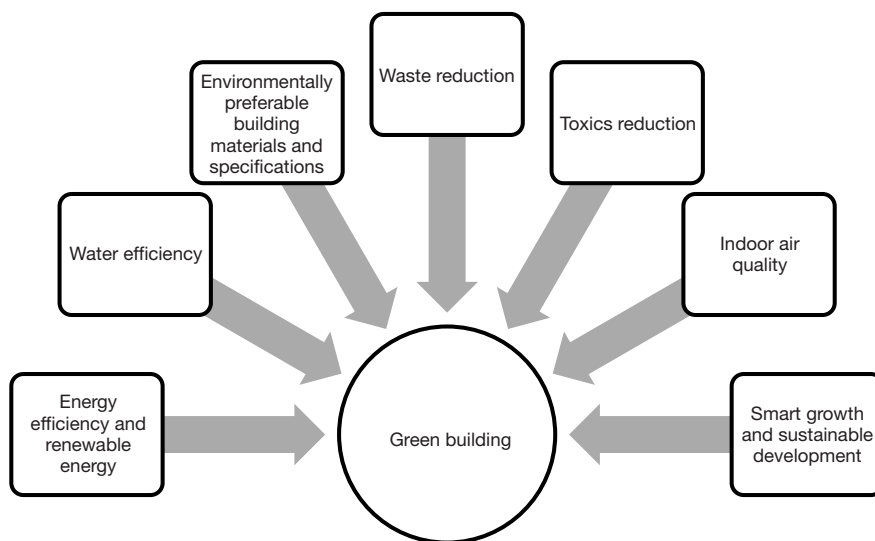 Waste reduction
Environmentally
preferable
building
materials and
specifications
Toxics reduction
Water efficiency
Indoor air
quality
Energy
efficiency and
renewable
energy
Green building
Smart growth
and sustainable
development